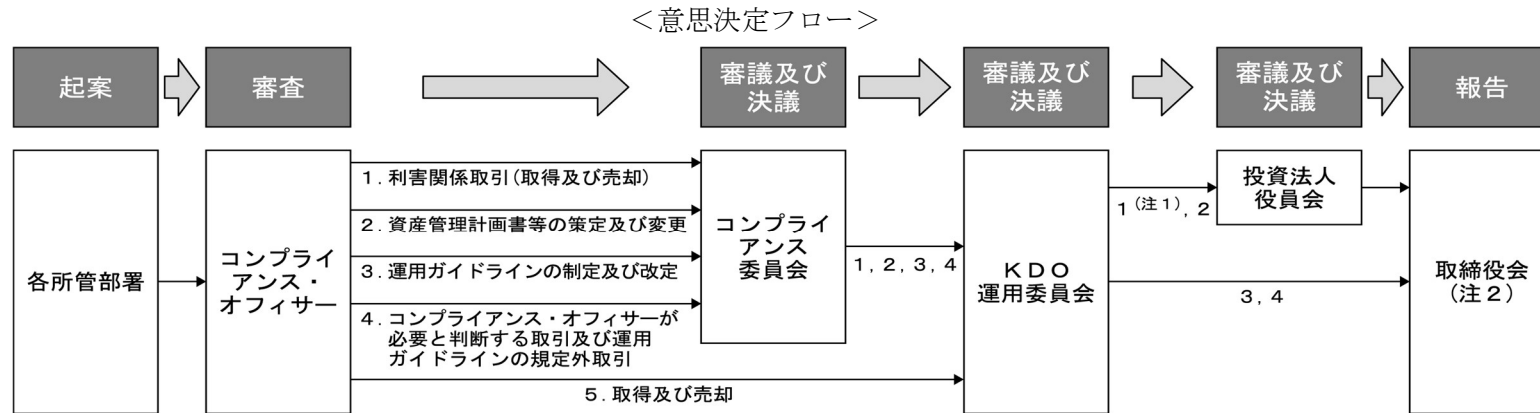 ＜意思決定フロー＞
起案
審査
審議及び
決議
審議及び
決議
審議及び
決議
報告
各所管部署
コンプライ
アンス・
オフィサー
1．利害関係取引（取得及び売却）
2．資産管理計画書等の策定及び変更
3．運用ガイドラインの制定及び改定
4．コンプライアンス・オフィサーが
必要と判断する取引及び運用
ガイドラインの規定外取引
5．取得及び売却
コンプライ
アンス
委員会
1，2，3，4
ＫＤＯ
運用委員会
1（注1），2
3，4
投資法人
役員会
取締役会
（注2）